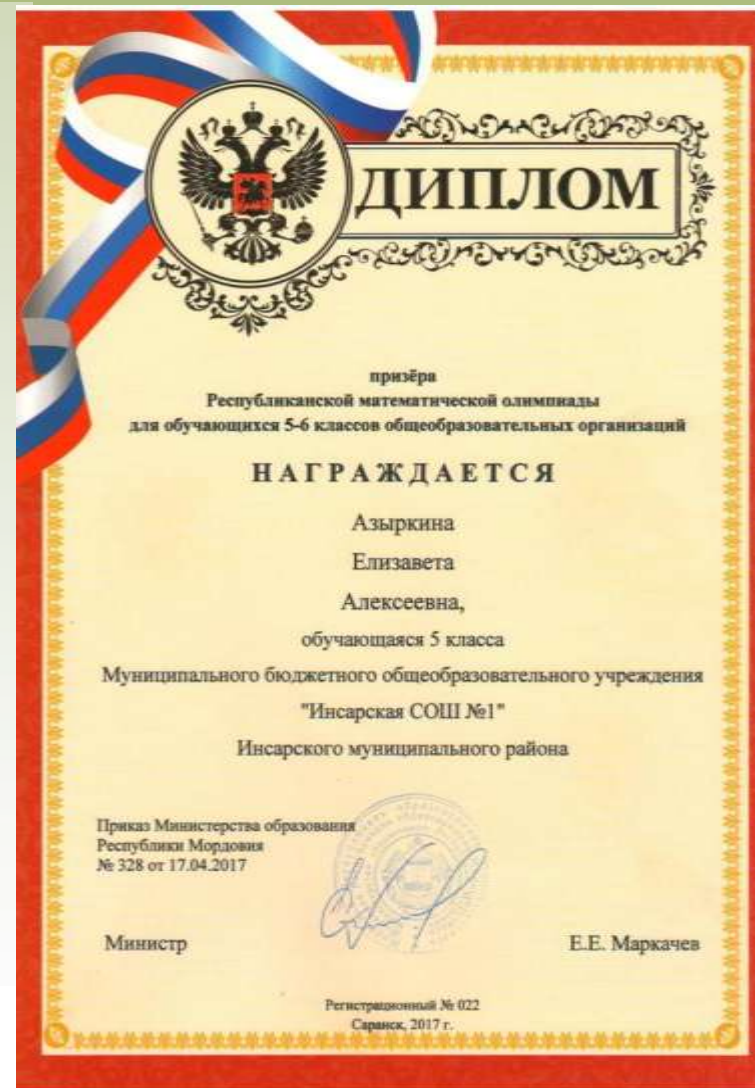 ДИПЛОМ
призёра
Республиканской математической олимпиады
для обучающихся 5-6 классов общеобразовательных организаций
НАГРАЖДАЕТСЯ
Азыркина
Елизавета
Алексеевна,
обучающаяся 5 класса
Муниципального бюджетного общеобразовательного учреждения
"Инсарская СОШ №1"
Инсарского муниципального района
Приказ Министерства образования
Республики Мордовия
№ 328 от 17.04.2017
Министр
Е.Е. Маркачев
Регистрационный № 022
Саранск, 2017 г.